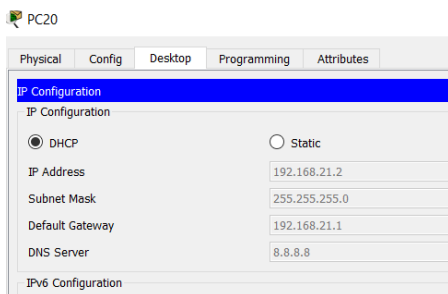 PC20
Physical Config Desktop Programming Attributes
IP Configuration
IP Configuration
DHCP Static
IP Address 192.168.21.2
Subnet Mask 255.255.255.0
Default Gateway 192.168.21.1
DNS Server 8.8.8.8
IPv6 Configuration